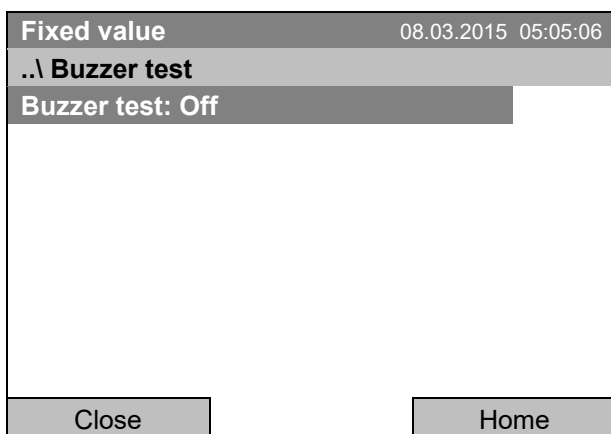 Fixed value 08.03.2015 05:05:06
..\ Buzzer test
Buzzer test: Off
Close Home